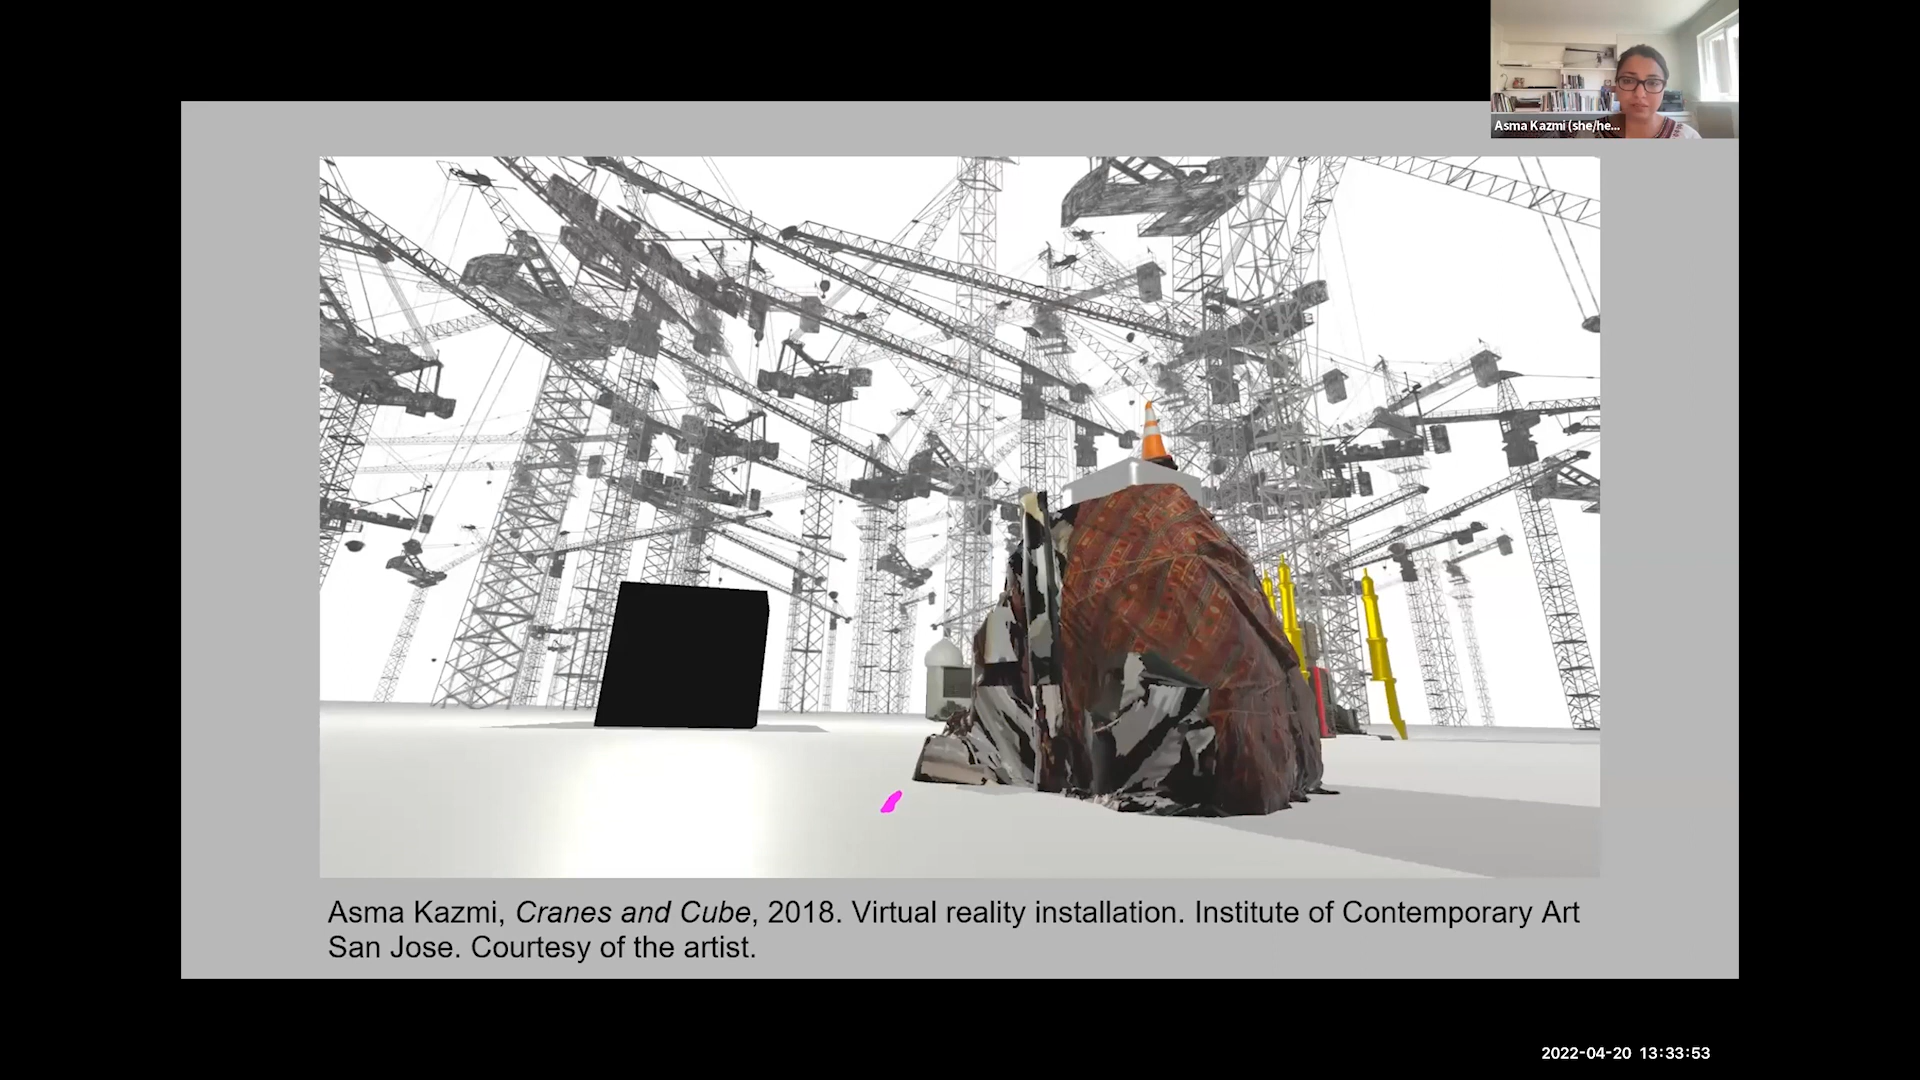 Asma Kazmi (she/he...
Asma Kazmi, Cranes and Cube, 2018. Virtual reality installation. Institute of Contemporary Art
San Jose. Courtesy of the artist.
2022-04-20 13:33:53